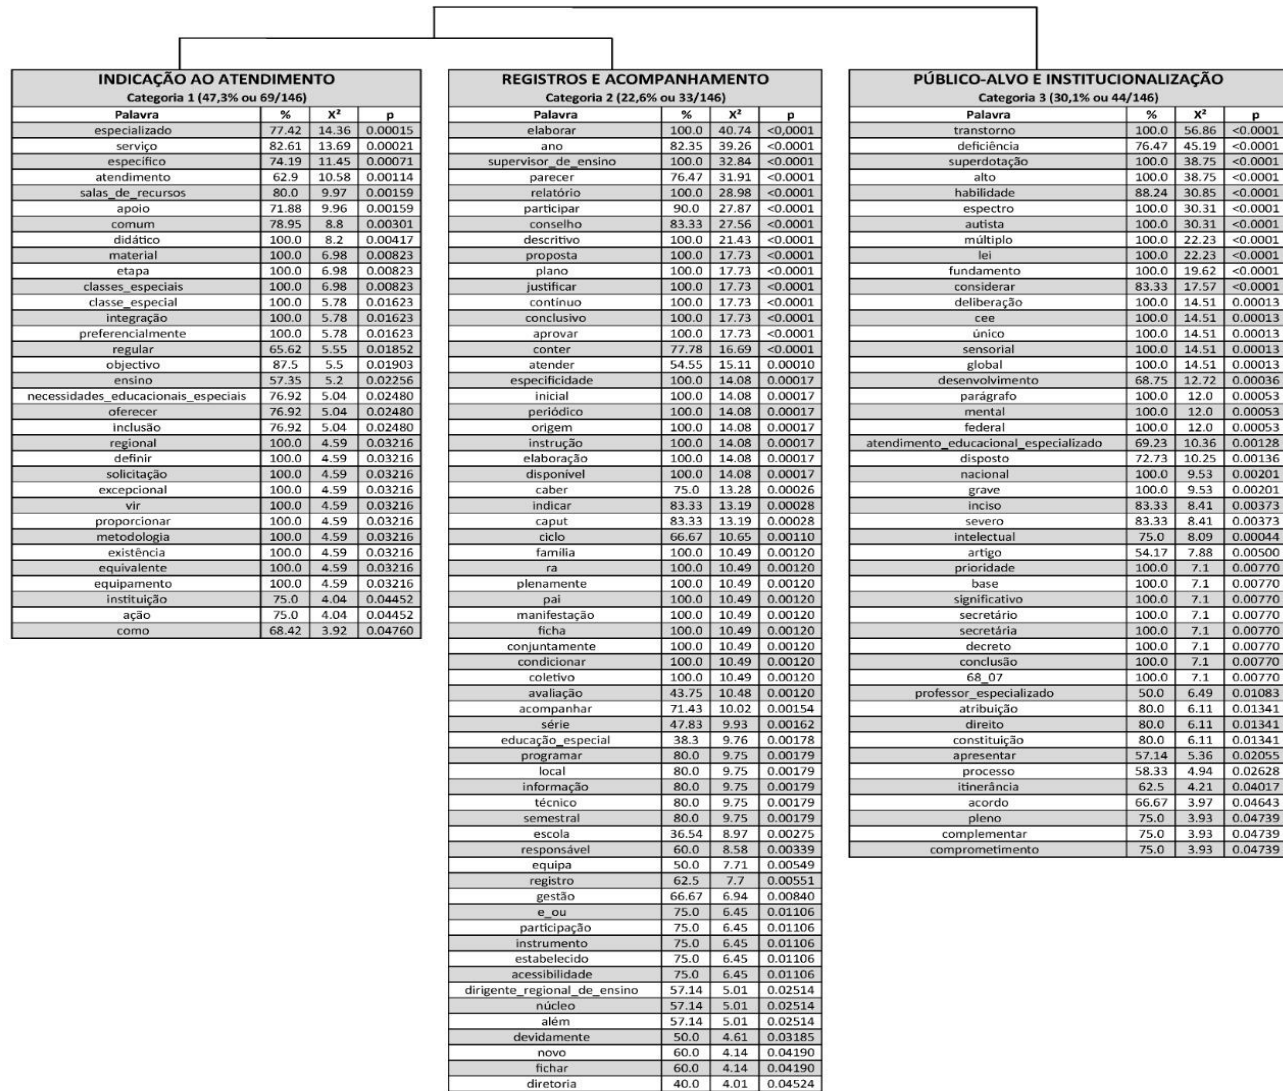 INDICAÇÃO AO ATENDIMENTO
Categoria 1 (47,3% ou 69/146)
Palavra % X² p
especializado 77.42 14.36 0.00015
serviço 82.61 13.69 0.00021
específico 74.19 11.45 0.00071
atendimento 62.9 10.58 0.00114
salas_de_recursos 80.0 9.97 0.00159
apoio 71.88 9.96 0.00159
comum 78.95 8.8 0.00301
didático 100.0 8.2 0.00417
material 100.0 6.98 0.00823
etapa 100.0 6.98 0.00823
classes_especiais 100.0 6.98 0.00823
classe_especial 100.0 5.78 0.01623
integração 100.0 5.78 0.01623
preferencialmente 100.0 5.78 0.01623
regular 65.62 5.55 0.01852
objectivo 87.5 5.5 0.01903
ensino 57.35 5.2 0.02256
necessidades_educacionais_especiais 76.92 5.04 0.02480
oferecer 76.92 5.04 0.02480
inclusão 76.92 5.04 0.02480
regional 100.0 4.59 0.03216
definir 100.0 4.59 0.03216
solicitação 100.0 4.59 0.03216
excepcional 100.0 4.59 0.03216
vir 100.0 4.59 0.03216
proporcionar 100.0 4.59 0.03216
metodologia 100.0 4.59 0.03216
existência 100.0 4.59 0.03216
equivalente 100.0 4.59 0.03216
equipamento 100.0 4.59 0.03216
instituição 75.0 4.04 0.04452
ação 75.0 4.04 0.04452
como 68.42 3.92 0.04760
REGISTROS E ACOMPANHAMENTO
Categoria 2 (22,6% ou 33/146)
Palavra % X² p
elaborar 100.0 40.74 <0,0001
ano 82.35 39.26 <0.0001
supervisor_de_ensino 100.0 32.84 <0.0001
parecer 76.47 31.91 <0.0001
relatório 100.0 28.98 <0.0001
participar 90.0 27.87 <0.0001
conselho 83.33 27.56 <0.0001
descritivo 100.0 21.43 <0.0001
proposta 100.0 17.73 <0.0001
plano 100.0 17.73 <0.0001
justificar 100.0 17.73 <0.0001
contínuo 100.0 17.73 <0.0001
conclusivo 100.0 17.73 <0.0001
aprovar 100.0 17.73 <0.0001
conter 77.78 16.69 <0.0001
atender 54.55 15.11 0.00010
especificidade 100.0 14.08 0.00017
inicial 100.0 14.08 0.00017
periódico 100.0 14.08 0.00017
origem 100.0 14.08 0.00017
instrução 100.0 14.08 0.00017
elaboração 100.0 14.08 0.00017
disponível 100.0 14.08 0.00017
caber 75.0 13.28 0.00026
indicar 83.33 13.19 0.00028
caput 83.33 13.19 0.00028
ciclo 66.67 10.65 0.00110
família 100.0 10.49 0.00120
ra 100.0 10.49 0.00120
plenamente 100.0 10.49 0.00120
pai 100.0 10.49 0.00120
manifestação 100.0 10.49 0.00120
ficha 100.0 10.49 0.00120
conjuntamente 100.0 10.49 0.00120
condicionar 100.0 10.49 0.00120
coletivo 100.0 10.49 0.00120
avaliação 43.75 10.48 0.00120
acompanhar 71.43 10.02 0.00154
série 47.83 9.93 0.00162
educação_especial 38.3 9.76 0.00178
programar 80.0 9.75 0.00179
local 80.0 9.75 0.00179
informação 80.0 9.75 0.00179
técnico 80.0 9.75 0.00179
semestral 80.0 9.75 0.00179
escola 36.54 8.97 0.00275
responsável 60.0 8.58 0.00339
equipa 50.0 7.71 0.00549
registro 62.5 7.7 0.00551
gestão 66.67 6.94 0.00840
e_ou 75.0 6.45 0.01106
participação 75.0 6.45 0.01106
instrumento 75.0 6.45 0.01106
estabelecido 75.0 6.45 0.01106
acessibilidade 75.0 6.45 0.01106
dirigente_regional_de_ensino 57.14 5.01 0.02514
núcleo 57.14 5.01 0.02514
além 57.14 5.01 0.02514
devidamente 50.0 4.61 0.03185
novo 60.0 4.14 0.04190
fichar 60.0 4.14 0.04190
diretoria 40.0 4.01 0.04524
PÚBLICO-ALVO E INSTITUCIONALIZAÇÃO
Categoria 3 (30,1% ou 44/146)
Palavra % X² p
transtorno 100.0 56.86 <0.0001
deficiência 76.47 45.19 <0.0001
superdotação 100.0 38.75 <0.0001
alto 100.0 38.75 <0.0001
habilidade 88.24 30.85 <0.0001
espectro 100.0 30.31 <0.0001
autista 100.0 30.31 <0.0001
múltiplo 100.0 22.23 <0.0001
lei 100.0 22.23 <0.0001
fundamento 100.0 19.62 <0.0001
considerar 83.33 17.57 <0.0001
deliberação 100.0 14.51 0.00013
cee 100.0 14.51 0.00013
único 100.0 14.51 0.00013
sensorial 100.0 14.51 0.00013
global 100.0 14.51 0.00013
desenvolvimento 68.75 12.72 0.00036
parágrafo 100.0 12.0 0.00053
mental 100.0 12.0 0.00053
federal 100.0 12.0 0.00053
atendimento_educacional_especializado 69.23 10.36 0.00128
disposto 72.73 10.25 0.00136
nacional 100.0 9.53 0.00201
grave 100.0 9.53 0.00201
inciso 83.33 8.41 0.00373
severo 83.33 8.41 0.00373
intelectual 75.0 8.09 0.00044
artigo 54.17 7.88 0.00500
prioridade 100.0 7.1 0.00770
base 100.0 7.1 0.00770
significativo 100.0 7.1 0.00770
secretário 100.0 7.1 0.00770
secretária 100.0 7.1 0.00770
decreto 100.0 7.1 0.00770
conclusão 100.0 7.1 0.00770
68_07 100.0 7.1 0.00770
professor_especializado 50.0 6.49 0.01083
atribuição 80.0 6.11 0.01341
direito 80.0 6.11 0.01341
constituição 80.0 6.11 0.01341
apresentar 57.14 5.36 0.02055
processo 58.33 4.94 0.02628
itinerância 62.5 4.21 0.04017
acordo 66.67 3.97 0.04643
pleno 75.0 3.93 0.04739
complementar 75.0 3.93 0.04739
comprometimento 75.0 3.93 0.04739